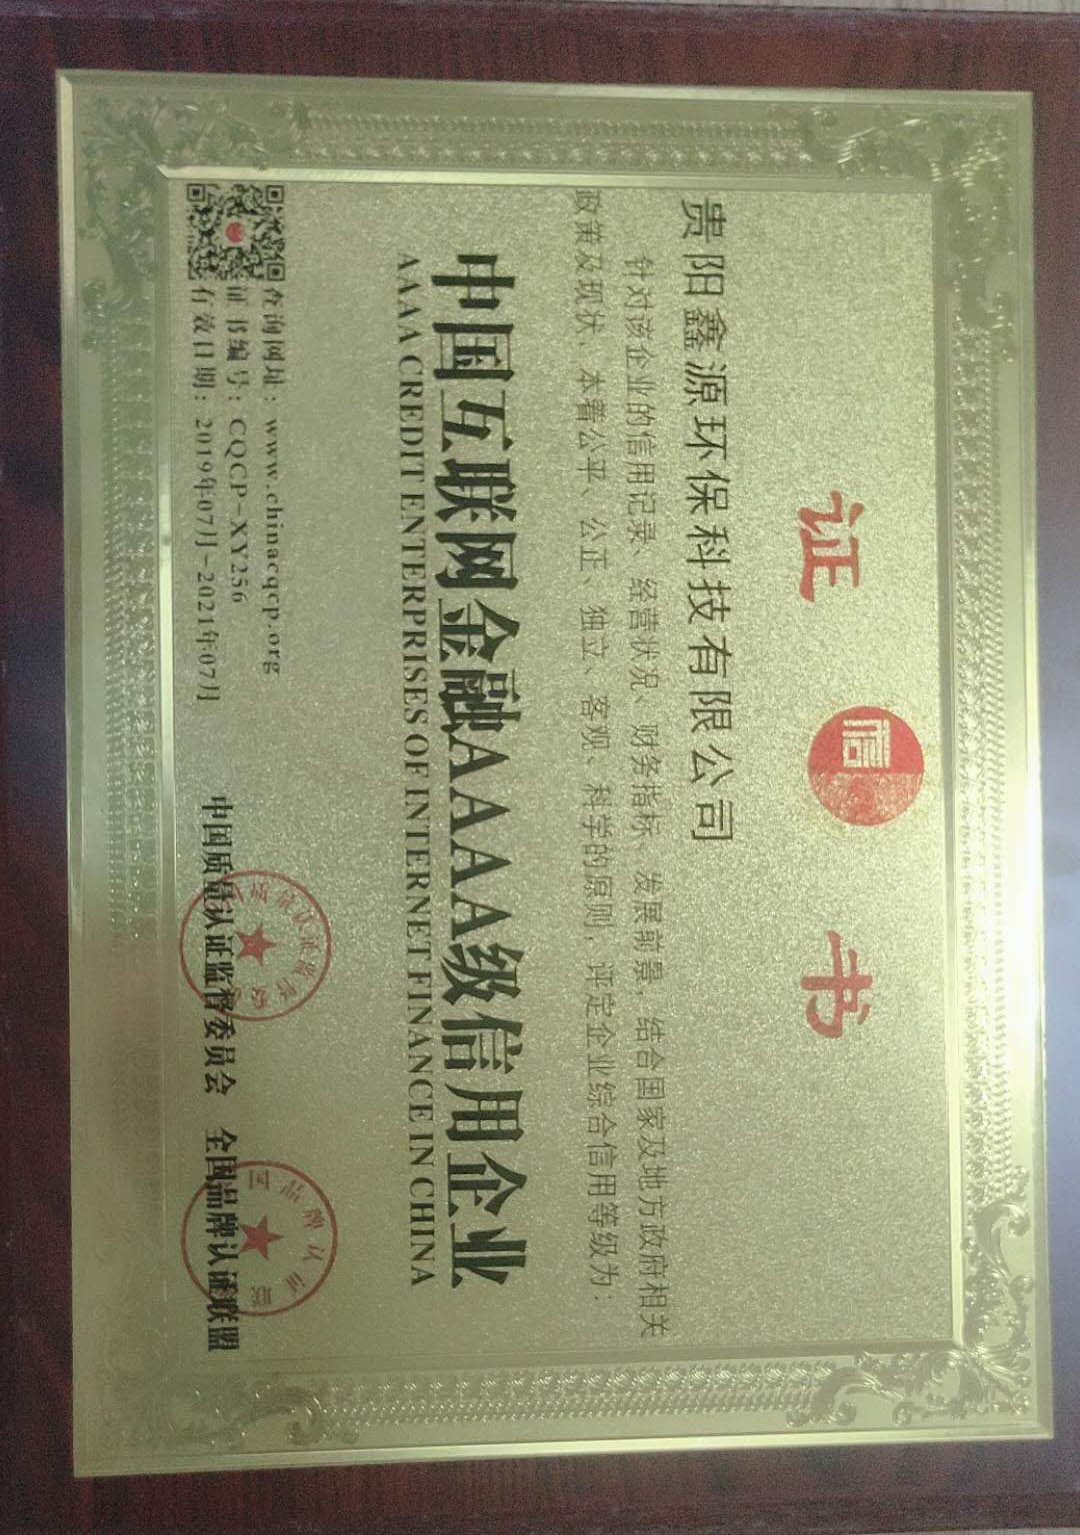 证 信 书
贵阳鑫源环保科技有限公司
针对该企业的信用记录、经营状况、财务指标、发展前景，结合国家及地方政府相关
政策及现状，本着公平、公正、独立、客观、科学的原则，评定企业综合信用等级为：
中国互联网金融AAAA级信用企业
AAAA CREDIT ENTERPRISES OF INTERNET FINANCE IN CHINA
查询网址：www.chinacqcp.org
证书编号：CQCP-XY256
有效日期：2019年07月-2021年07月
中国质量认证监督委员会 全国品牌认证联盟